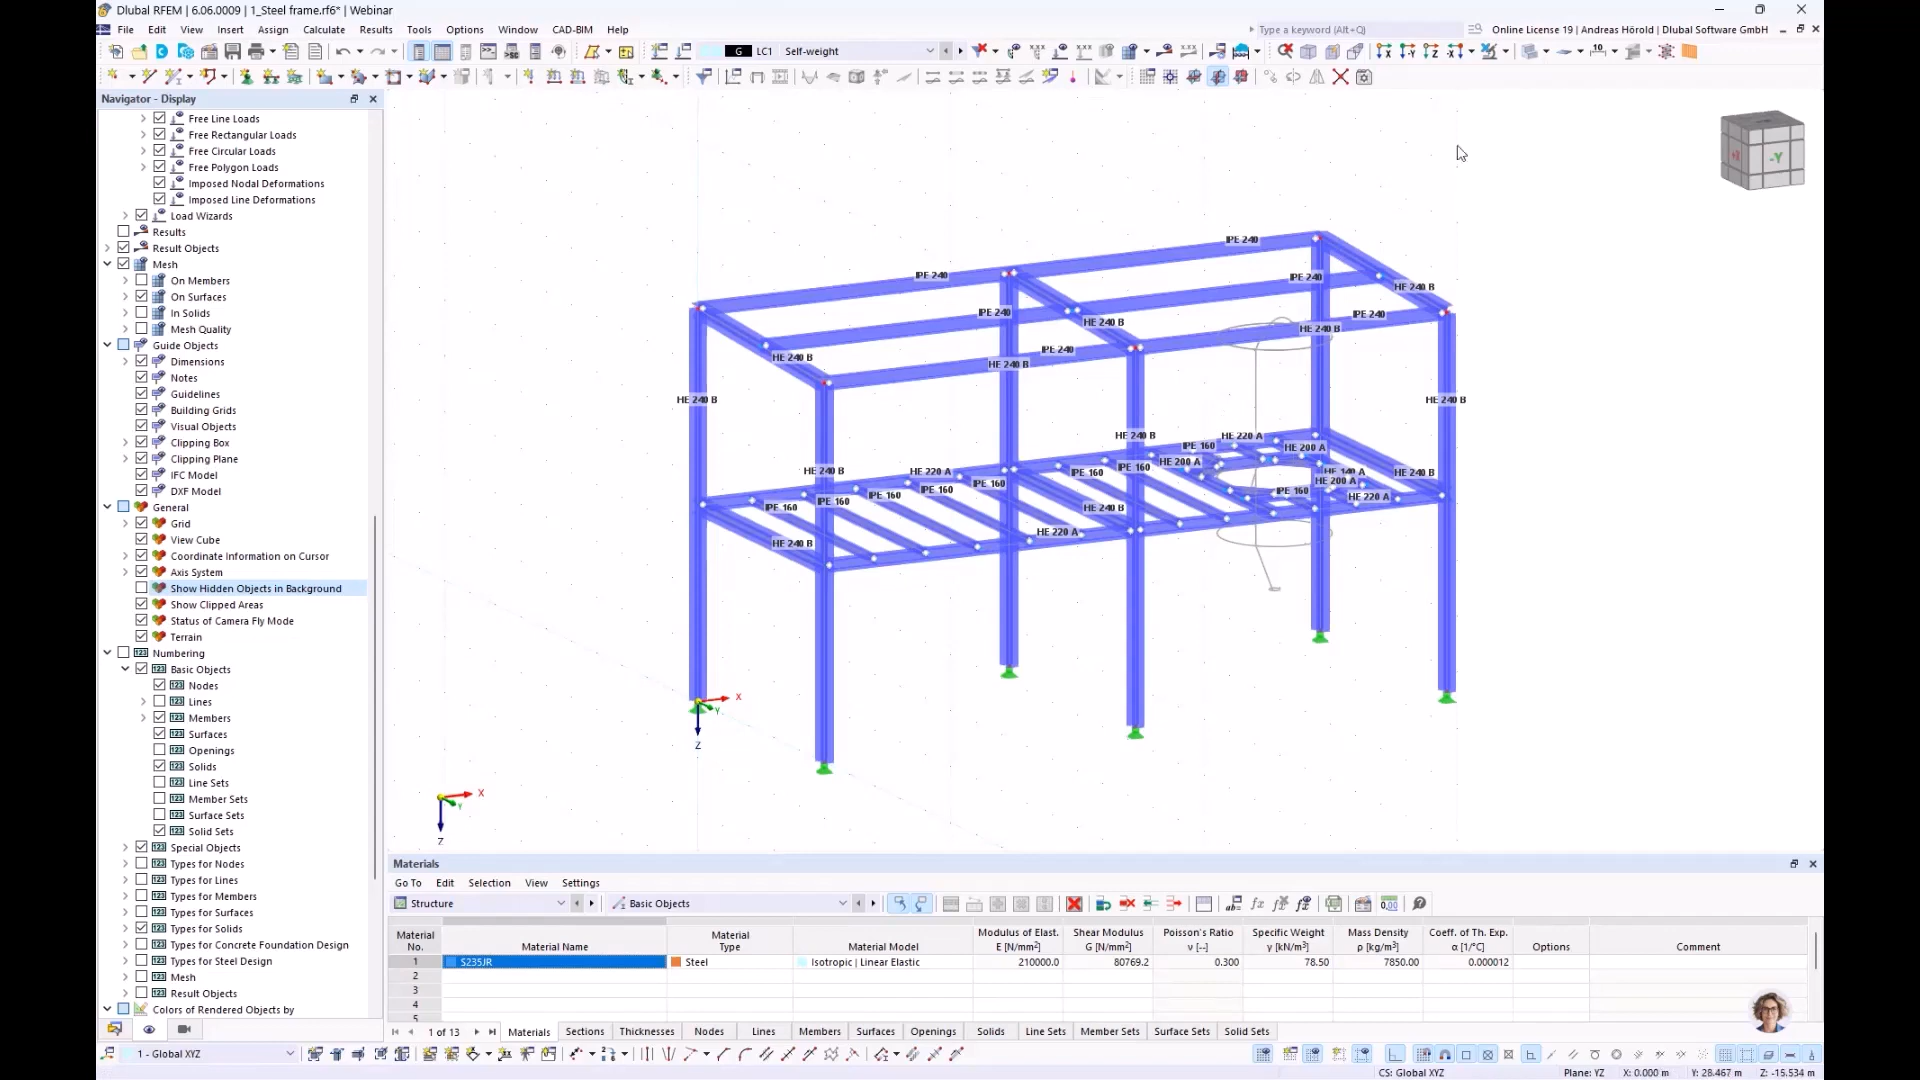 Dlubal RFEM | 6.06.0009 | 1_Steel frame.rf6* | Webinar
File Edit View Insert Assign Calculate Results Tools Options Window CAD-BIM Help
Type a keyword (Alt+Q)
Online License 19 | Andreas Hörold | Dlubal Software GmbH
G LC1 Self-weight
Navigator - Display
Free Line Loads
Free Rectangular Loads
Free Circular Loads
Free Polygon Loads
Imposed Nodal Deformations
Imposed Line Deformations
Load Wizards
Results
Result Objects
Mesh
On Members
On Surfaces
In Solids
Mesh Quality
Guide Objects
Dimensions
Notes
Guidelines
Building Grids
Visual Objects
Clipping Box
Clipping Plane
IFC Model
DXF Model
General
Grid
View Cube
Coordinate Information on Cursor
Axis System
Show Hidden Objects in Background
Show Clipped Areas
Status of Camera Fly Mode
Terrain
Numbering
Basic Objects
Nodes
Lines
Members
Surfaces
Openings
Solids
Line Sets
Member Sets
Surface Sets
Solid Sets
Special Objects
Types for Nodes
Types for Lines
Types for Members
Types for Surfaces
Types for Solids
Types for Concrete Foundation Design
Types for Steel Design
Mesh
Result Objects
Colors of Rendered Objects by
1 - Global XYZ
-Y
IPE 240
IPE 240
IPE 240
HE 240 B
IPE 240
IPE 240
HE 240 B
HE 240 B
IPE 240
HE 240 B
HE 240 B
HE 240 B
HE 240 B
HE 240 B
HE 220 A
IPE 160
HE 200 A
HE 200 A
HE 220 A
HE 240 B
IPE 160
IPE 160
HE 140 A
HE 240 B
HE 200 A
IPE 160
IPE 160
IPE 160
IPE 160
HE 220 A
IPE 160
IPE 160
HE 240 B
HE 220 A
HE 240 B
X
Y
Z
X
Y
Z
Materials
Go To Edit Selection View Settings
Structure Basic Objects
Material No. Material Name Material Type Material Model Modulus of Elast. E [N/mm²] Shear Modulus G [N/mm²] Poisson's Ratio ν [--] Specific Weight γ [kN/m³] Mass Density ρ [kg/m³] Coeff. of Th. Exp. α [1/°C] Options Comment
1 S235JR Steel Isotropic | Linear Elastic 210000.0 80769.2 0.300 78.50 7850.00 0.000012
2
3
4
5
1 of 13 Materials Sections Thicknesses Nodes Lines Members Surfaces Openings Solids Line Sets Member Sets Surface Sets Solid Sets
CS: Global XYZ Plane: YZ X: 0.000 m Y: 28.467 m Z: -15.534 m